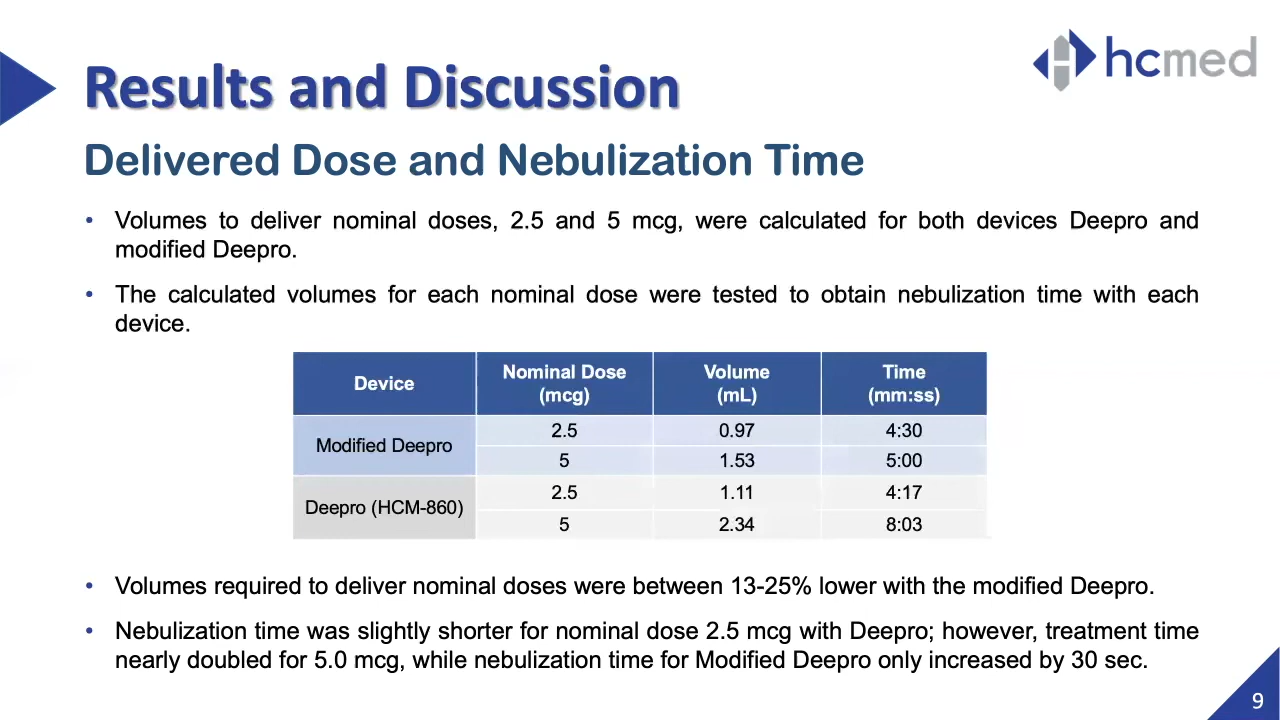 hcmed
Results and Discussion
Delivered Dose and Nebulization Time
• Volumes to deliver nominal doses, 2.5 and 5 mcg, were calculated for both devices Deepro and
modified Deepro.
• The calculated volumes for each nominal dose were tested to obtain nebulization time with each
device.
Device Nominal Dose (mcg) Volume (mL) Time (mm:ss)
Modified Deepro 2.5 0.97 4:30
5 1.53 5:00
Deepro (HCM-860) 2.5 1.11 4:17
5 2.34 8:03
• Volumes required to deliver nominal doses were between 13-25% lower with the modified Deepro.
• Nebulization time was slightly shorter for nominal dose 2.5 mcg with Deepro; however, treatment time
nearly doubled for 5.0 mcg, while nebulization time for Modified Deepro only increased by 30 sec.
9